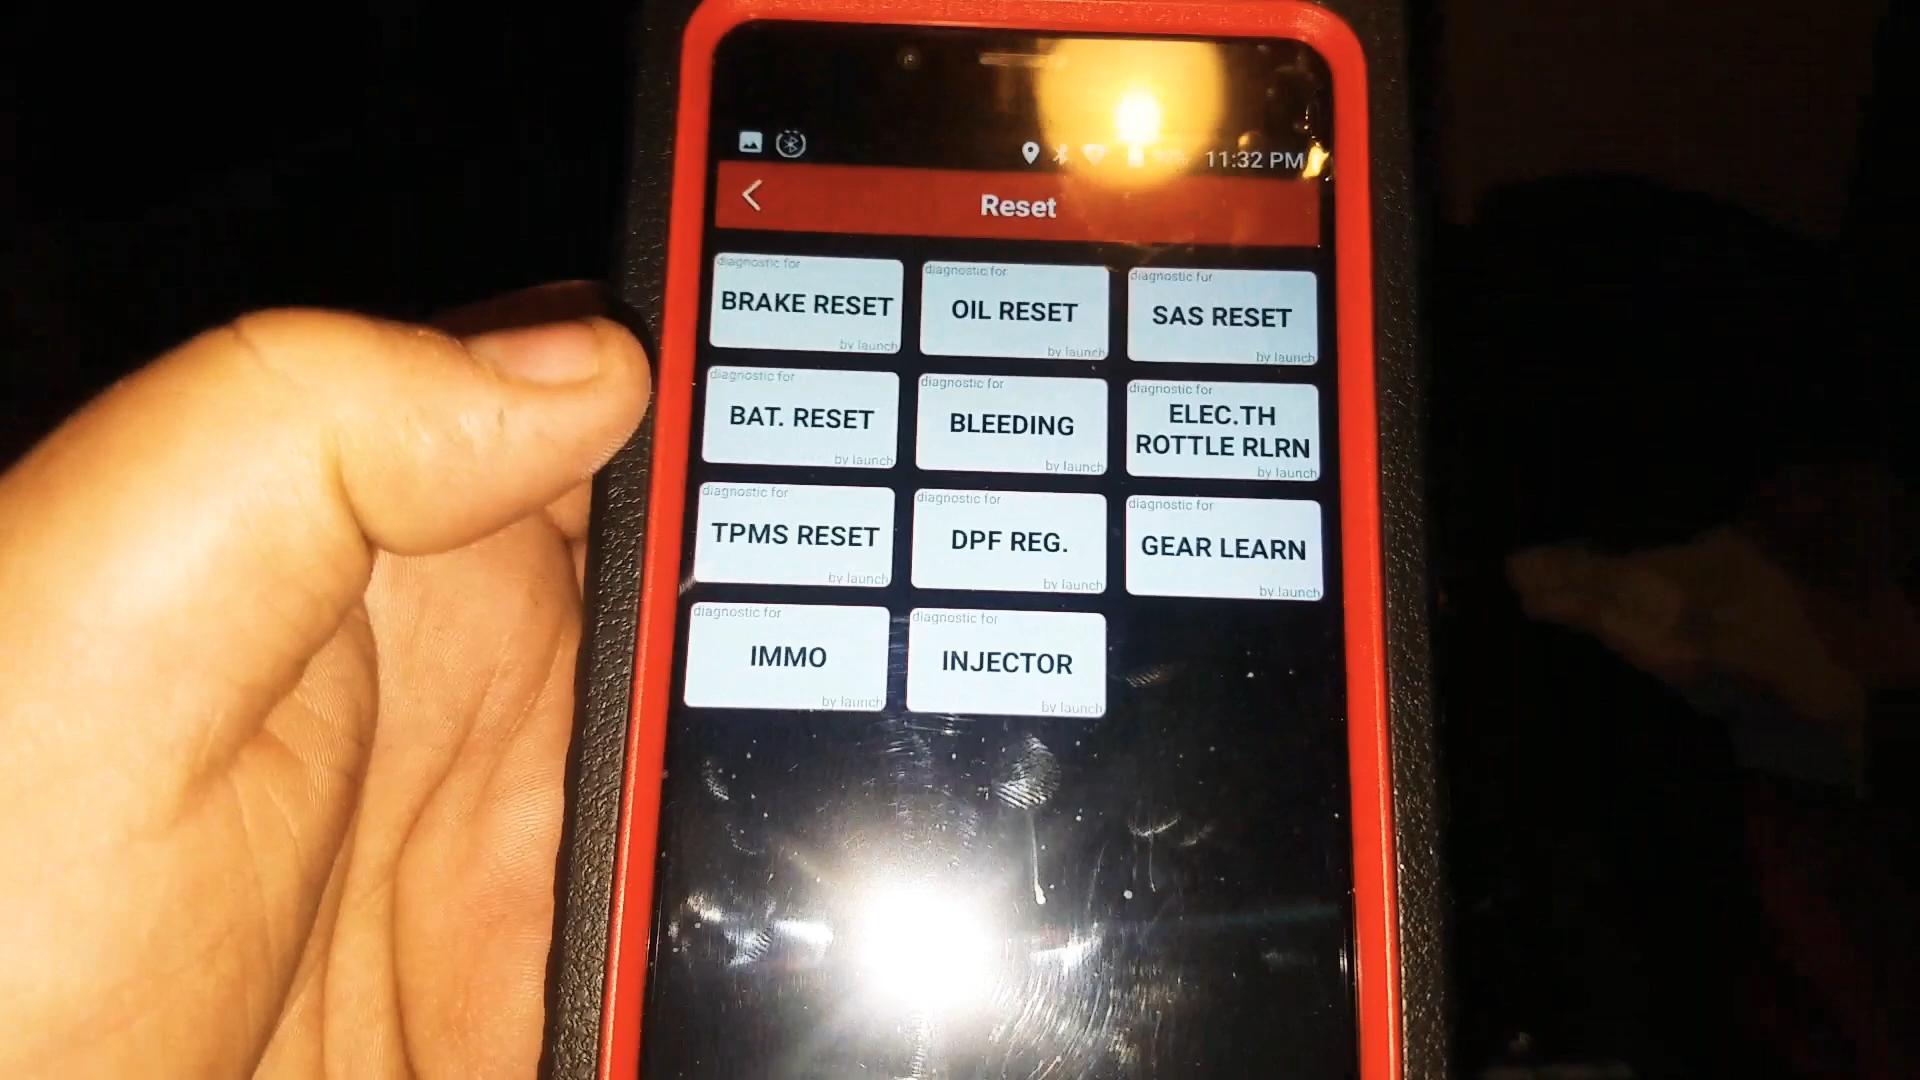 11:32 PM
Reset
diagnostic for
BRAKE RESET
by launch
diagnostic for
OIL RESET
by launch
diagnostic for
SAS RESET
by launch
diagnostic for
BAT. RESET
by launch
diagnostic for
BLEEDING
by launch
diagnostic for
ELEC.TH
ROTTLE RLRN
by launch
diagnostic for
TPMS RESET
by launch
diagnostic for
DPF REG.
by launch
diagnostic for
GEAR LEARN
by launch
diagnostic for
IMMO
by launch
diagnostic for
INJECTOR
by launch